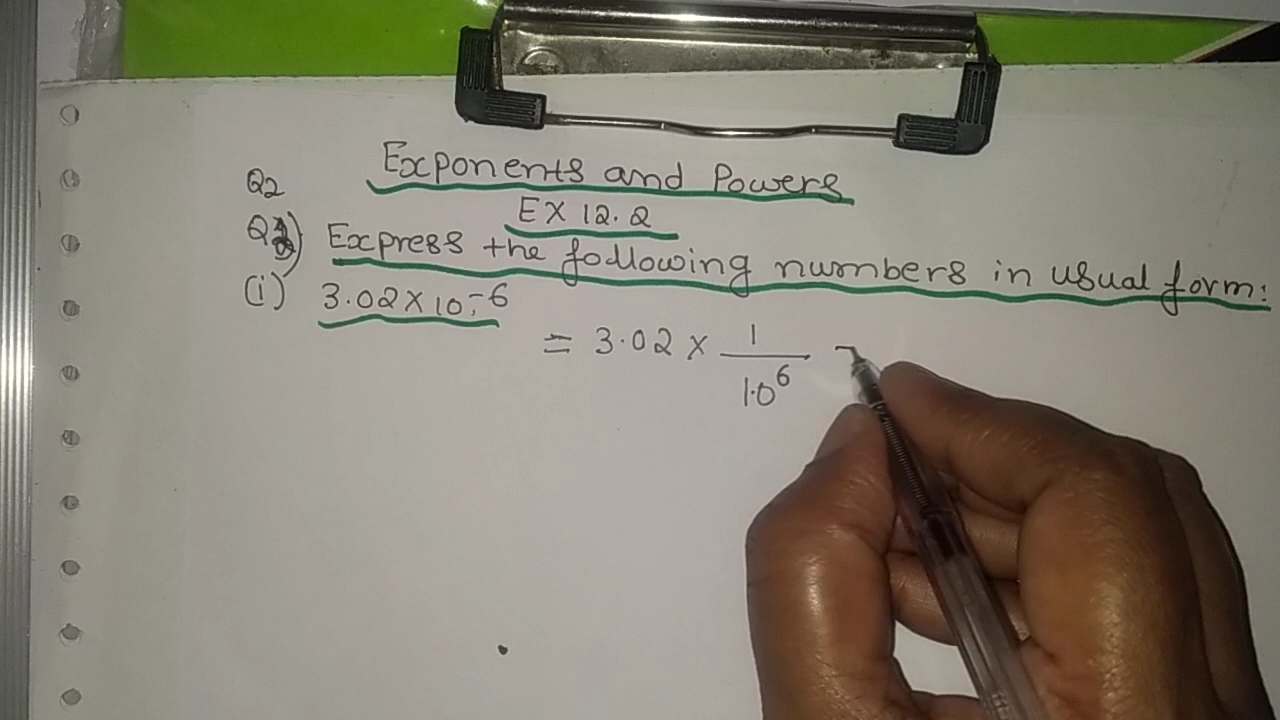 Exponents and Powers
Q2
EX 12.2
Express the following numbers in usual form:
(i) 3.02 × 10⁻⁶
= 3.02 × 1/10⁶